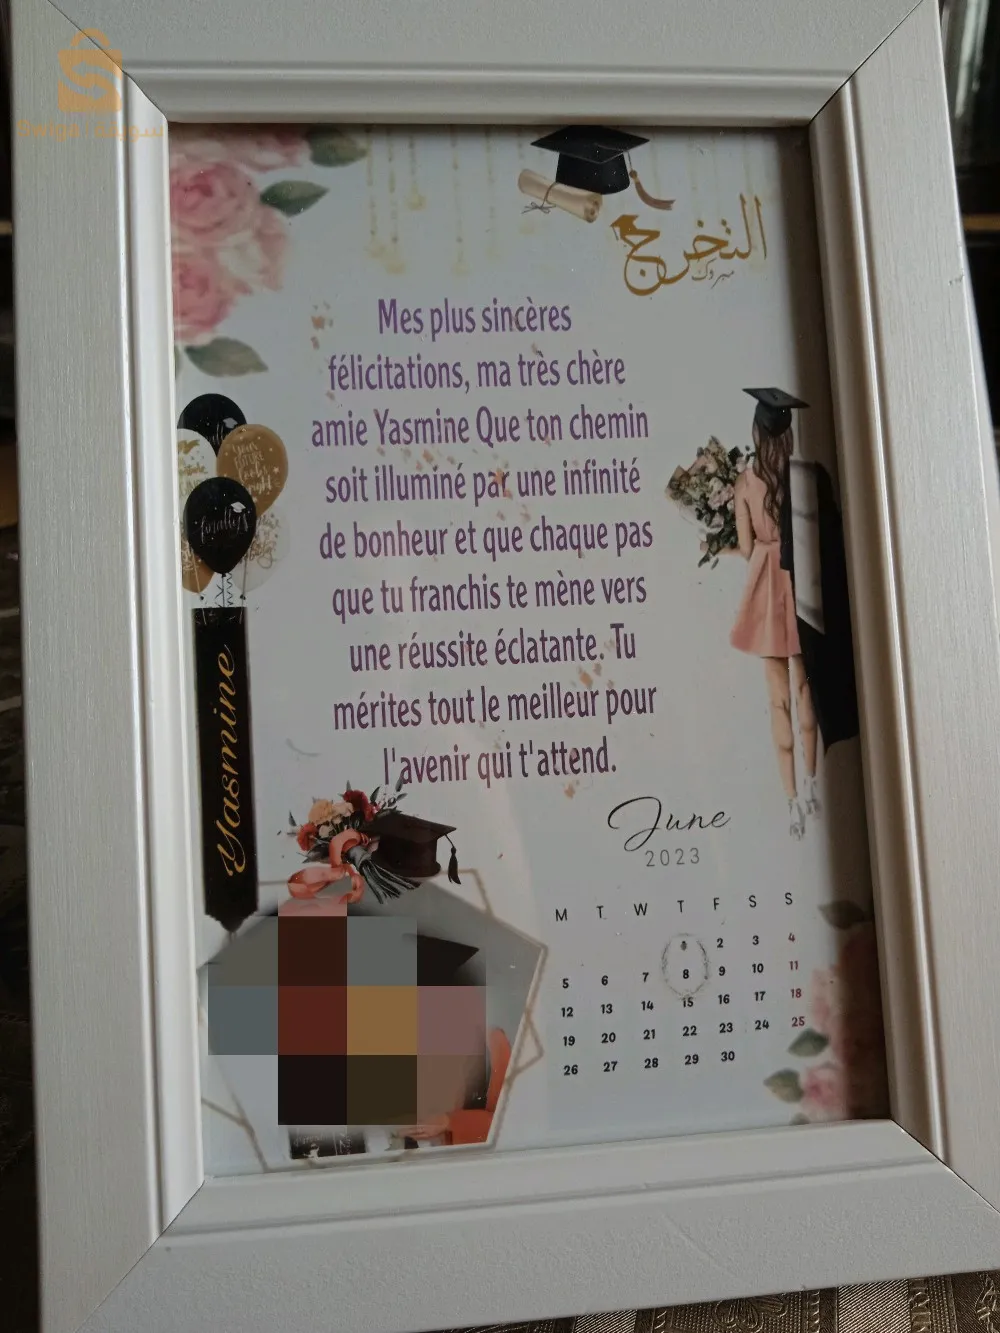 سويقة Swiqa
التخرج
مبروك
Mes plus sincères
félicitations, ma très chère
amie Yasmine Que ton chemin
soit illuminé par une infinité
de bonheur et que chaque pas
que tu franchis te mène vers
une réussite éclatante. Tu
mérites tout le meilleur pour
l'avenir qui t'attend.
finally
Yasmine
June
2023
M T W T F S S
2 3 4
5 6 7 8 9 10 11
12 13 14 15 16 17 18
19 20 21 22 23 24 25
26 27 28 29 30